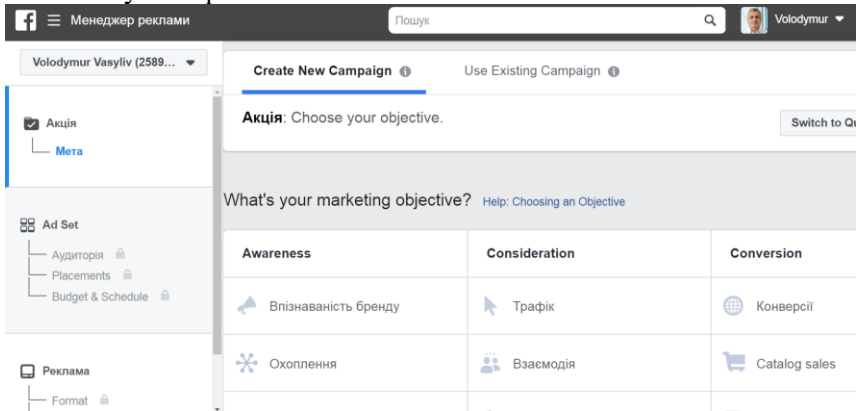 Менеджер реклами
Пошук
Volodymur
Volodymur Vasyliv (2589...
Create New Campaign
Use Existing Campaign
Акція
Мета
Акція: Choose your objective.
Switch to Qu
What's your marketing objective? Help: Choosing an Objective
Ad Set
Аудиторія
Placements
Budget & Schedule
Awareness
Consideration
Conversion
Впізнаваність бренду
Трафік
Конверсії
Охоплення
Взаємодія
Catalog sales
Реклама
Format